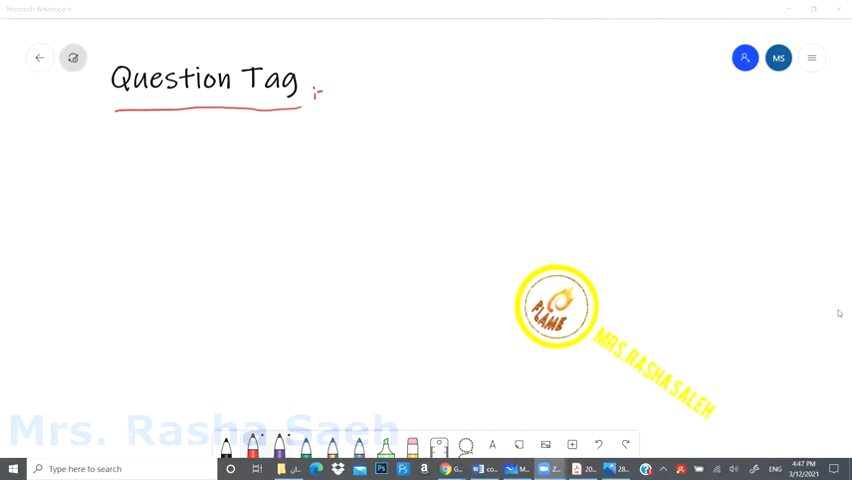 Microsoft Whiteboard
Question Tag :-
MS
FLAME
MRS.RASHA SALEH
Mrs. Rasha Saeh
Type here to search
ENG
4:47 PM
3/12/2021